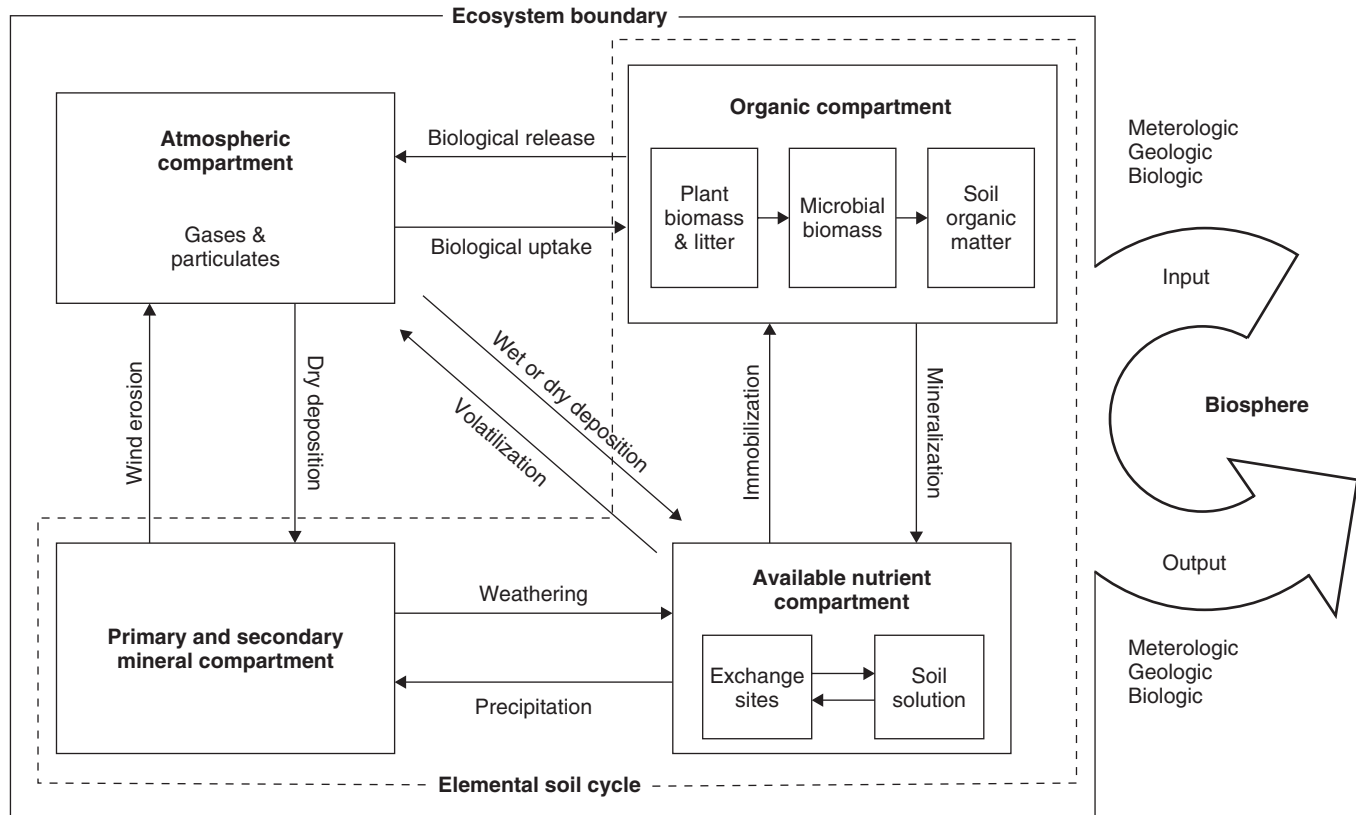 Ecosystem boundary
Atmospheric
compartment
Gases &
particulates
Biological release
Biological uptake
Organic compartment
Plant
biomass
& litter
Microbial
biomass
Soil
organic
matter
Meterologic
Geologic
Biologic
Input
Biosphere
Output
Meterologic
Geologic
Biologic
Wind erosion
Dry deposition
Wet or dry deposition
Volatilization
Immobilization
Mineralization
Primary and secondary
mineral compartment
Weathering
Precipitation
Available nutrient
compartment
Exchange
sites
Soil
solution
Elemental soil cycle